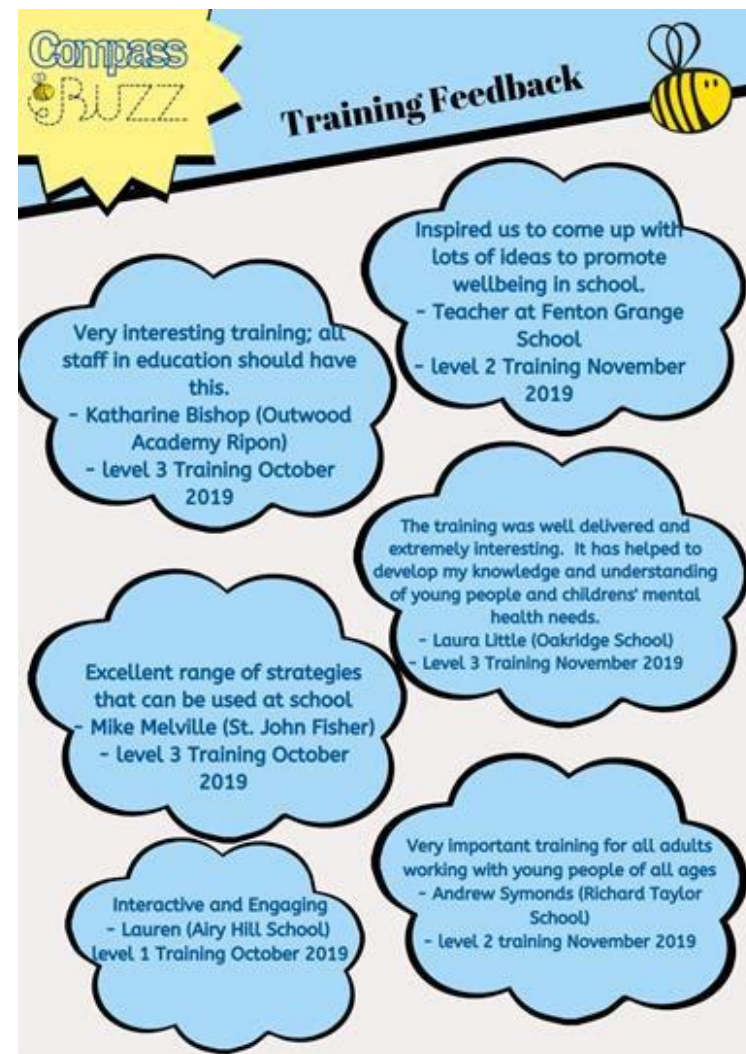 Compass
BUZZ
Training Feedback
Inspired us to come up with
lots of ideas to promote
wellbeing in school.
- Teacher at Fenton Grange
School
- level 2 Training November
2019
Very interesting training; all
staff in education should have
this.
- Katharine Bishop (Outwood
Academy Ripon)
- level 3 Training October
2019
The training was well delivered and
extremely interesting. It has helped to
develop my knowledge and understanding
of young people and childrens' mental
health needs.
- Laura Little (Oakridge School)
- Level 3 Training November 2019
Excellent range of strategies
that can be used at school
- Mike Melville (St. John Fisher)
- level 3 Training October
2019
Very important training for all adults
working with young people of all ages
- Andrew Symonds (Richard Taylor
School)
- level 2 training November 2019
Interactive and Engaging
- Lauren (Airy Hill School)
level 1 Training October 2019